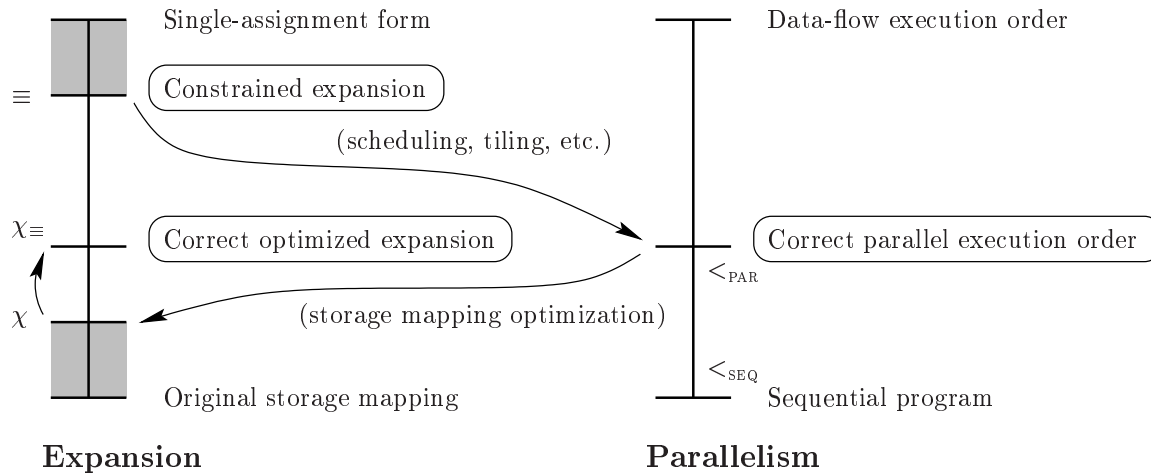 Single-assignment form
Data-flow execution order
Constrained expansion
≡
(scheduling, tiling, etc.)
χ≡
Correct optimized expansion
Correct parallel execution order
<PAR
χ
(storage mapping optimization)
<SEQ
Original storage mapping
Sequential program
Expansion
Parallelism